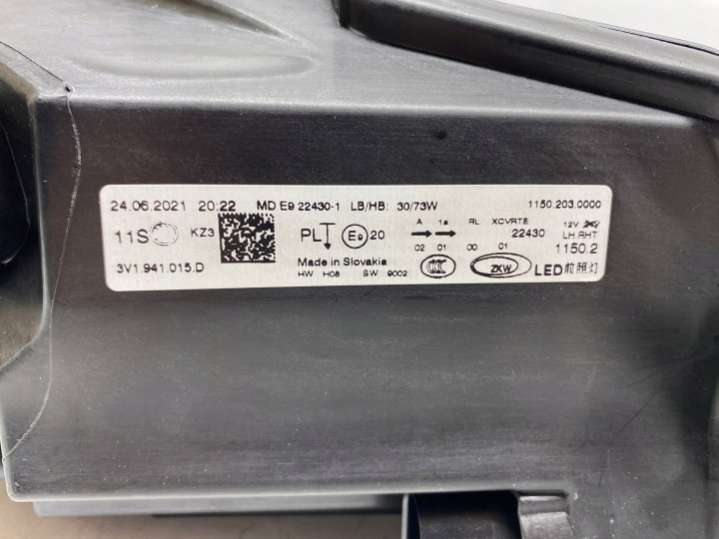 24.06.2021 20:22 MD E9 22430-1 LB/HB: 30/73W 1150.203.0000
11S KZ3 PL E9 20 A 1a RL XCVRTE 12V
22430 LH.RHT
02 01 00 01 1150.2
3V1.941.015.D Made in Slovakia ZKW LED前照灯
HW H08 SW 9002